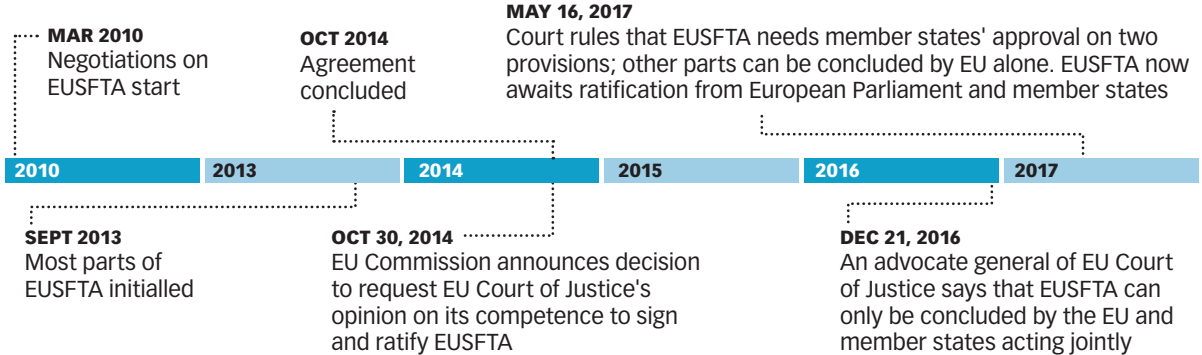 MAR 2010
Negotiations on
EUSFTA start
OCT 2014
Agreement
concluded
MAY 16, 2017
Court rules that EUSFTA needs member states' approval on two
provisions; other parts can be concluded by EU alone. EUSFTA now
awaits ratification from European Parliament and member states
2010
2013
2014
2015
2016
2017
SEPT 2013
Most parts of
EUSFTA initialled
OCT 30, 2014
EU Commission announces decision
to request EU Court of Justice's
opinion on its competence to sign
and ratify EUSFTA
DEC 21, 2016
An advocate general of EU Court
of Justice says that EUSFTA can
only be concluded by the EU and
member states acting jointly